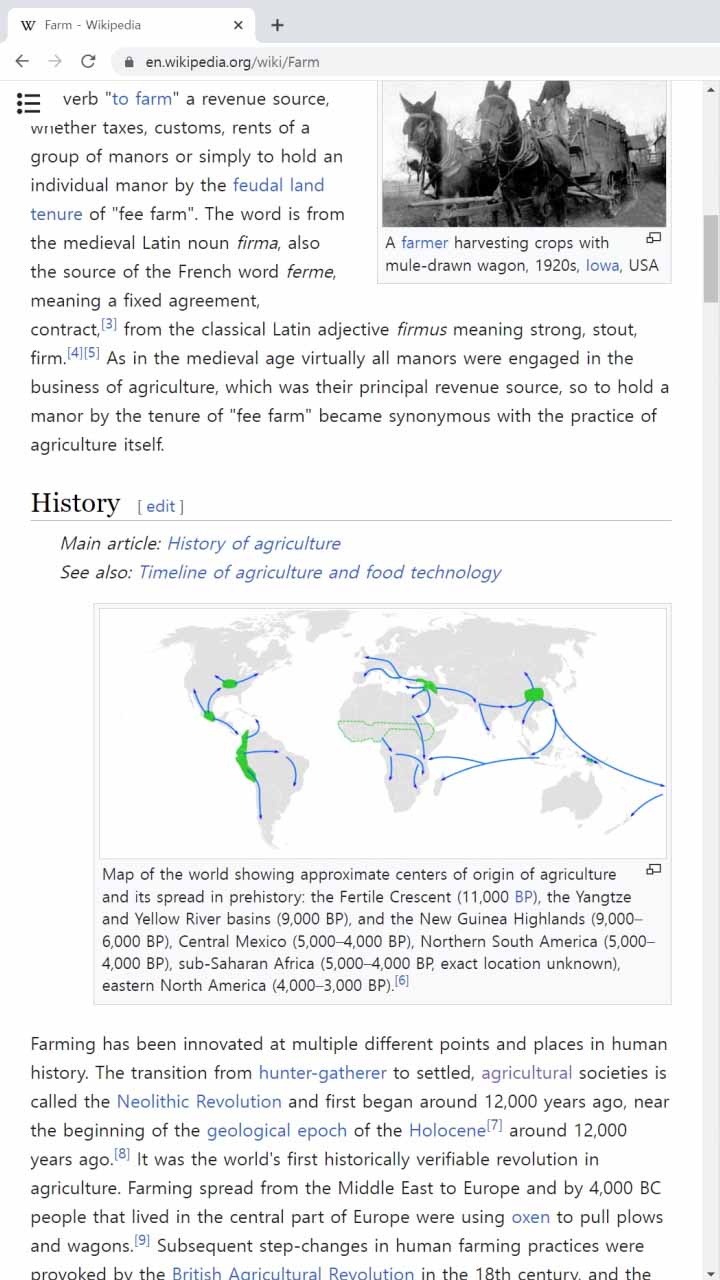 W Farm - Wikipedia
en.wikipedia.org/wiki/Farm
verb "to farm" a revenue source,
whether taxes, customs, rents of a
group of manors or simply to hold an
individual manor by the feudal land
tenure of "fee farm". The word is from
the medieval Latin noun firma, also
the source of the French word ferme,
meaning a fixed agreement,
A farmer harvesting crops with
mule-drawn wagon, 1920s, Iowa, USA
contract,[3] from the classical Latin adjective firmus meaning strong, stout,
firm.[4][5] As in the medieval age virtually all manors were engaged in the
business of agriculture, which was their principal revenue source, so to hold a
manor by the tenure of "fee farm" became synonymous with the practice of
agriculture itself.
History [ edit ]
Main article: History of agriculture
See also: Timeline of agriculture and food technology
Map of the world showing approximate centers of origin of agriculture
and its spread in prehistory: the Fertile Crescent (11,000 BP), the Yangtze
and Yellow River basins (9,000 BP), and the New Guinea Highlands (9,000–
6,000 BP), Central Mexico (5,000–4,000 BP), Northern South America (5,000–
4,000 BP), sub-Saharan Africa (5,000–4,000 BP, exact location unknown),
eastern North America (4,000–3,000 BP).[6]
Farming has been innovated at multiple different points and places in human
history. The transition from hunter-gatherer to settled, agricultural societies is
called the Neolithic Revolution and first began around 12,000 years ago, near
the beginning of the geological epoch of the Holocene[7] around 12,000
years ago.[8] It was the world's first historically verifiable revolution in
agriculture. Farming spread from the Middle East to Europe and by 4,000 BC
people that lived in the central part of Europe were using oxen to pull plows
and wagons.[9] Subsequent step-changes in human farming practices were
provoked by the British Agricultural Revolution in the 18th century, and the